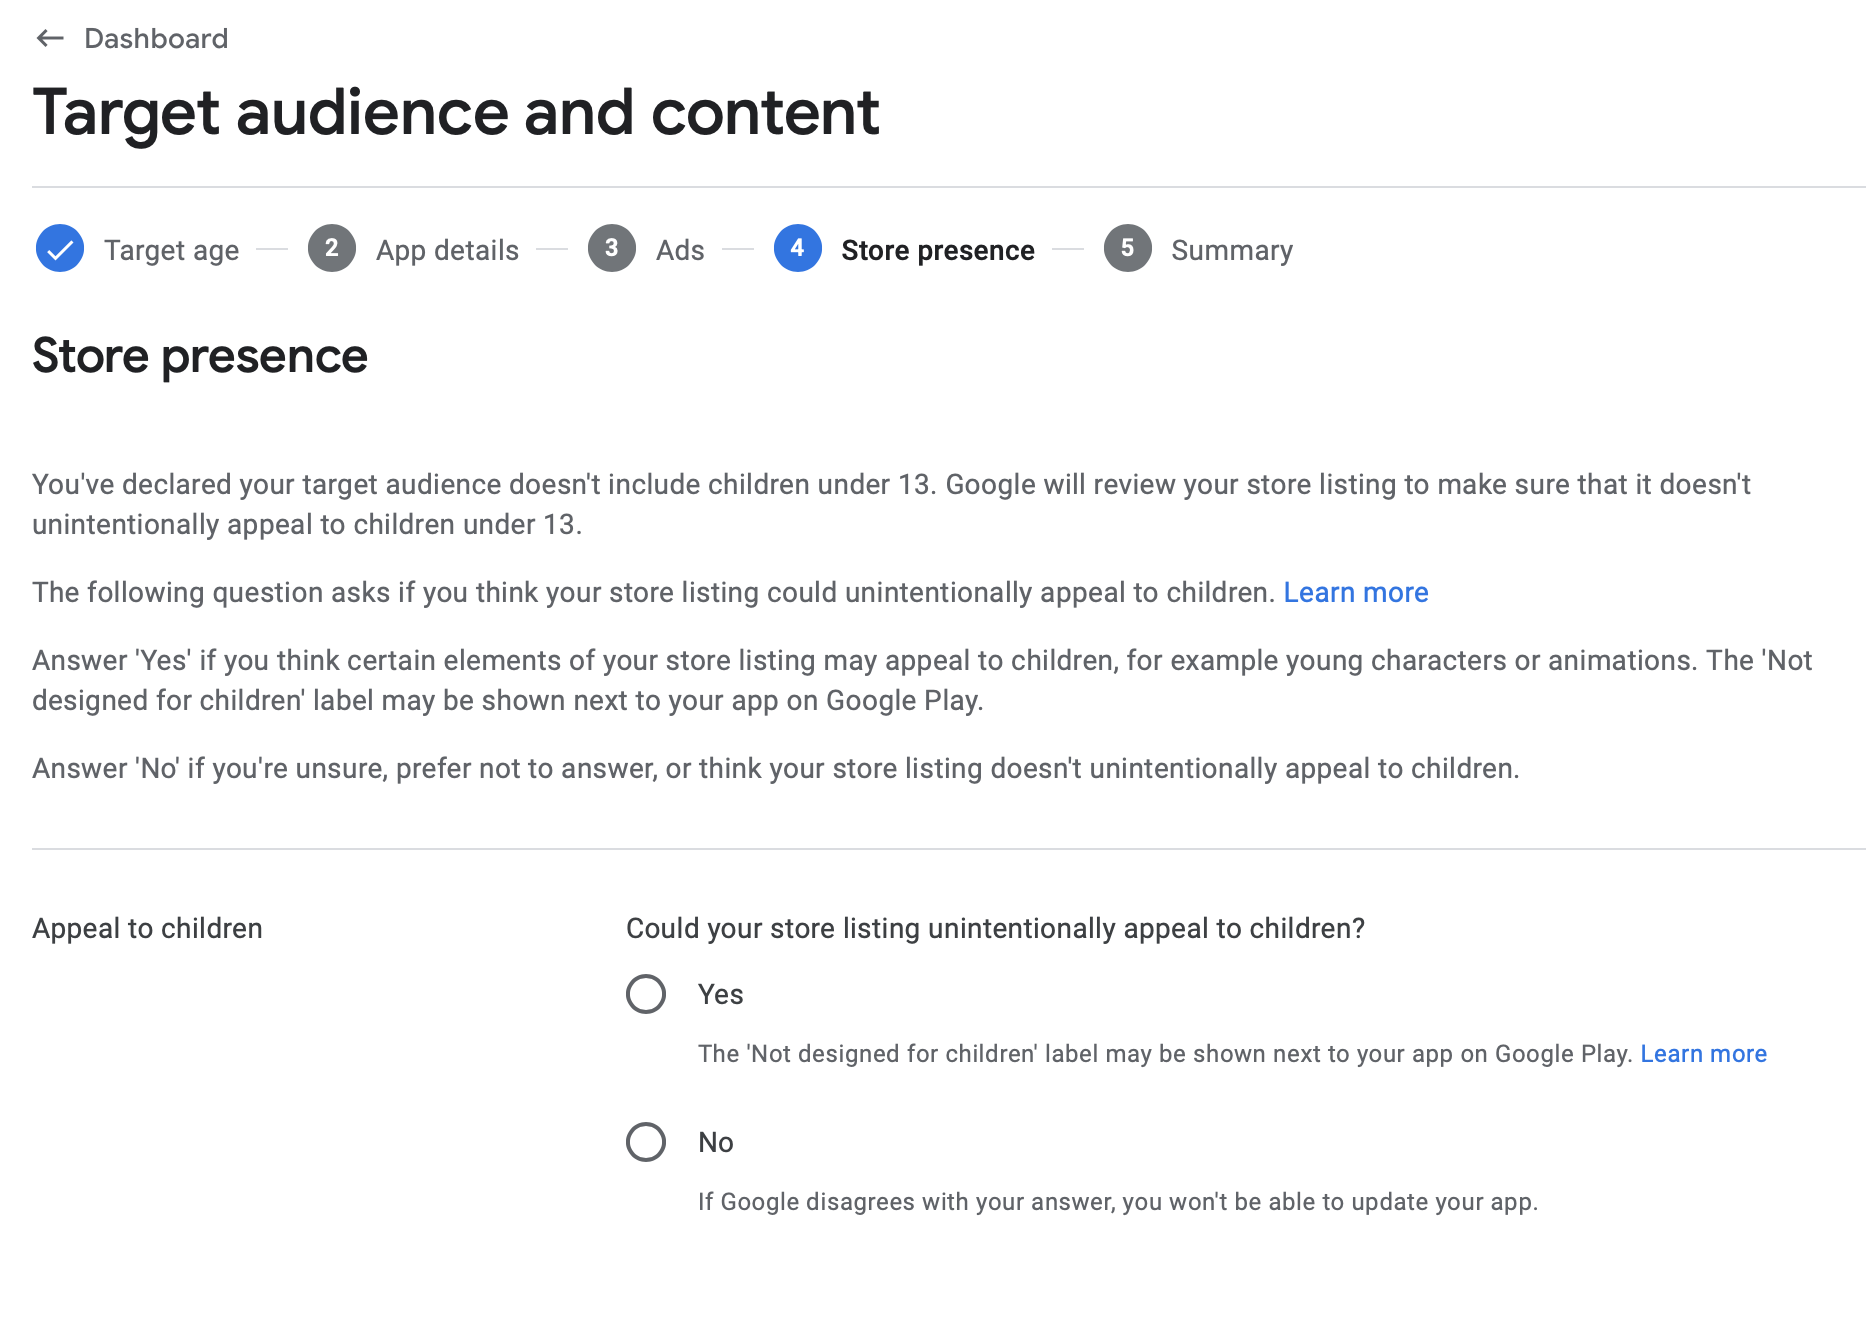 Dashboard
Target audience and content
Target age
2 App details
3 Ads
4 Store presence
5 Summary
Store presence
You've declared your target audience doesn't include children under 13. Google will review your store listing to make sure that it doesn't
unintentionally appeal to children under 13.
The following question asks if you think your store listing could unintentionally appeal to children. Learn more
Answer 'Yes' if you think certain elements of your store listing may appeal to children, for example young characters or animations. The 'Not
designed for children' label may be shown next to your app on Google Play.
Answer 'No' if you're unsure, prefer not to answer, or think your store listing doesn't unintentionally appeal to children.
Appeal to children
Could your store listing unintentionally appeal to children?
Yes
The 'Not designed for children' label may be shown next to your app on Google Play. Learn more
No
If Google disagrees with your answer, you won't be able to update your app.